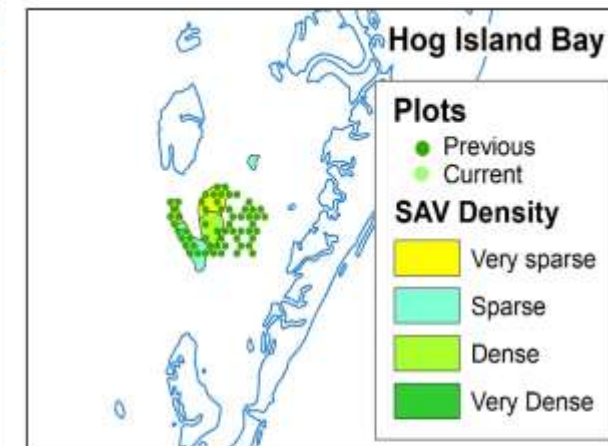 Hog Island Bay
Plots
Previous
Current
SAV Density
Very sparse
Sparse
Dense
Very Dense